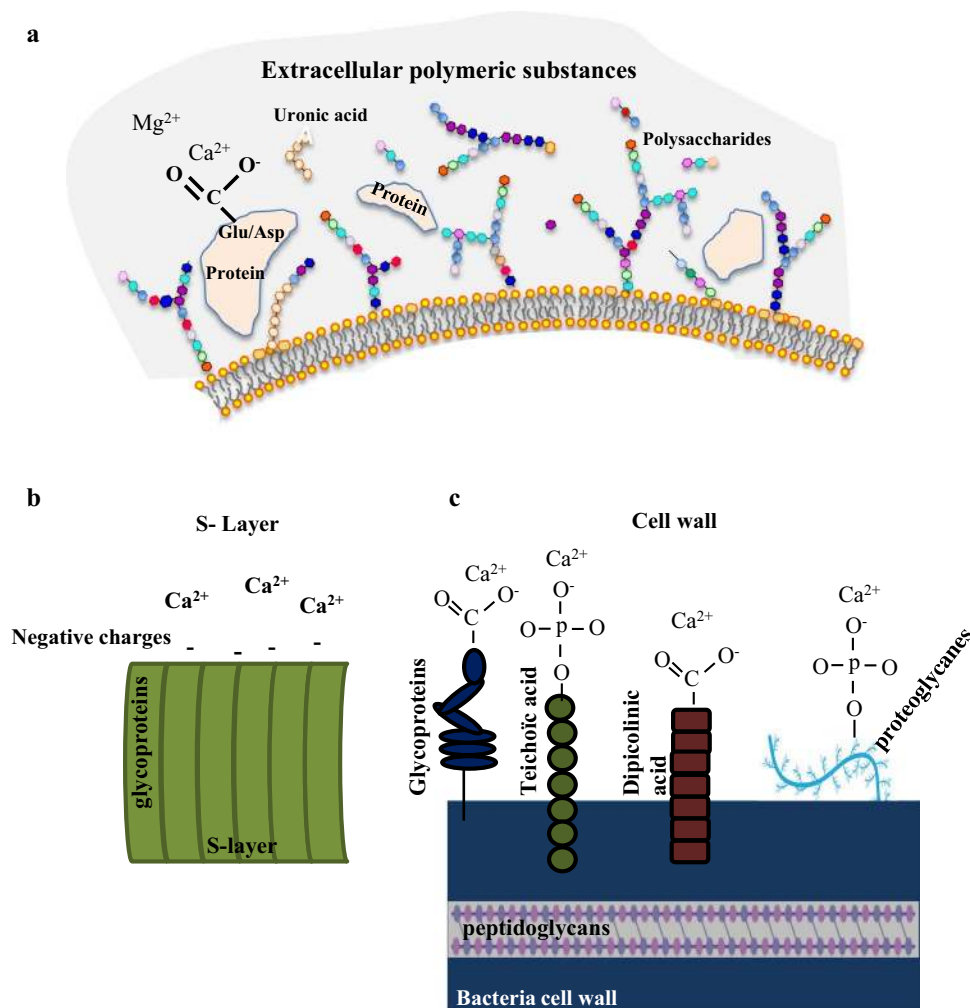 a
Extracellular polymeric substances
Mg²⁺
Uronic acid
Ca²⁺
Polysaccharides
O
O⁻
C
Glu/Asp
Protein
Protein
b
S- Layer
Ca²⁺
Ca²⁺
Ca²⁺
Negative charges
- - - -
glycoproteins
S-layer
c
Cell wall
Ca²⁺
O
O⁻
C
Glycoproteins
Ca²⁺
O⁻
O
p
O
O
Teichoïc acid
Ca²⁺
O
O⁻
C
Dipicolinic
acid
Ca²⁺
O⁻
O
p
O
O
proteoglycanes
peptidoglycans
Bacteria cell wall